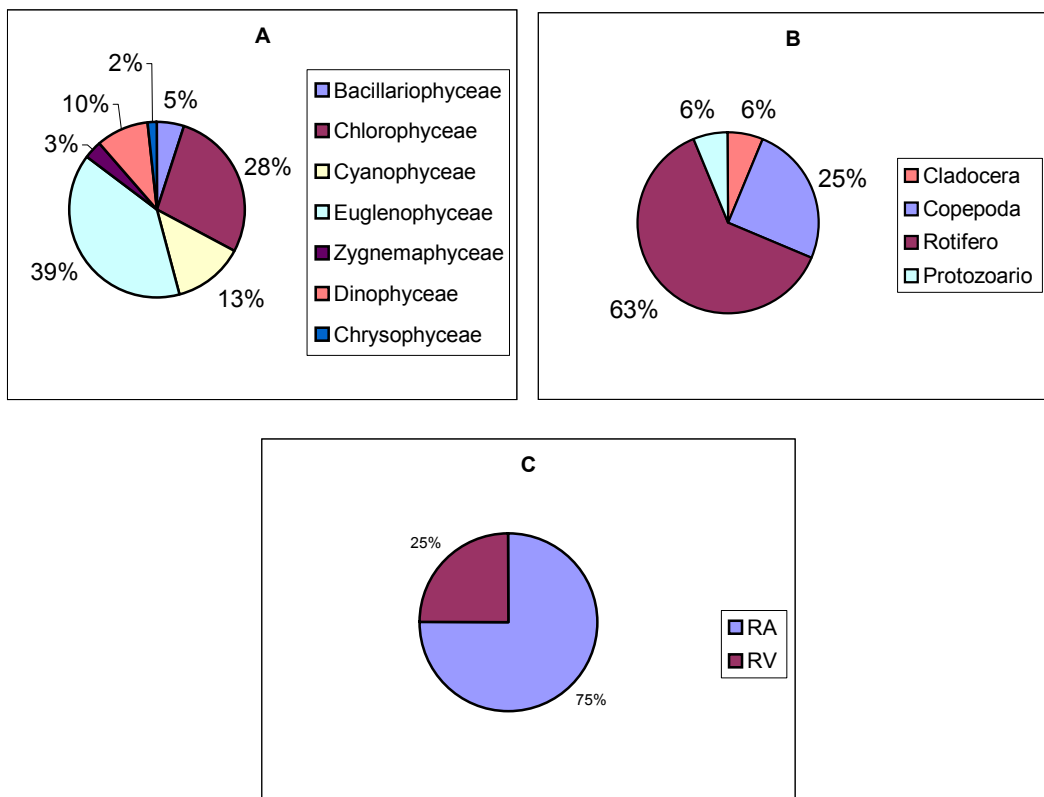 A
2%
5%
10%
3%
28%
39%
13%
Bacillariophyceae
Chlorophyceae
Cyanophyceae
Euglenophyceae
Zygnemaphyceae
Dinophyceae
Chrysophyceae
B
6%
6%
25%
63%
Cladocera
Copepoda
Rotifero
Protozoario
C
25%
75%
RA
RV